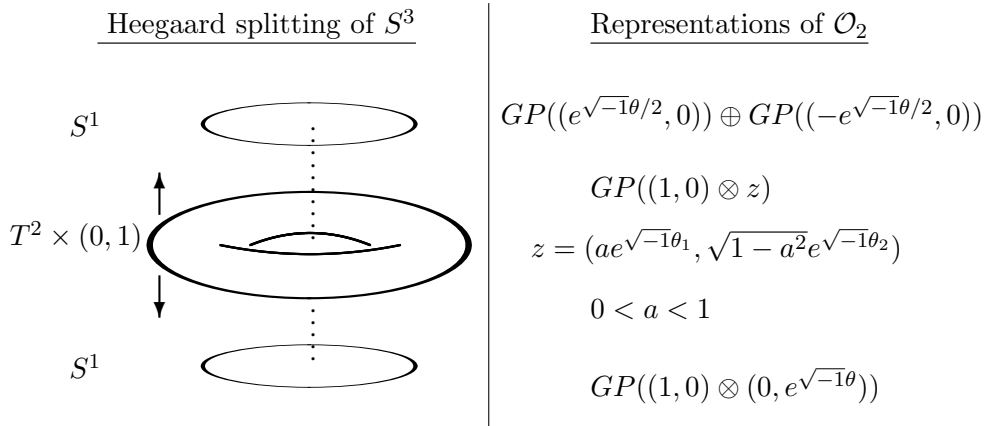 Heegaard splitting of $S^3$
Representations of $\mathcal{O}_2$
$S^1$
$GP((e^{\sqrt{-1}\theta/2}, 0)) \oplus GP((-e^{\sqrt{-1}\theta/2}, 0))$
$GP((1, 0) \otimes z)$
$T^2 \times (0, 1)$
$z = (ae^{\sqrt{-1}\theta_1}, \sqrt{1 - a^2}e^{\sqrt{-1}\theta_2})$
$0 < a < 1$
$S^1$
$GP((1, 0) \otimes (0, e^{\sqrt{-1}\theta}))$